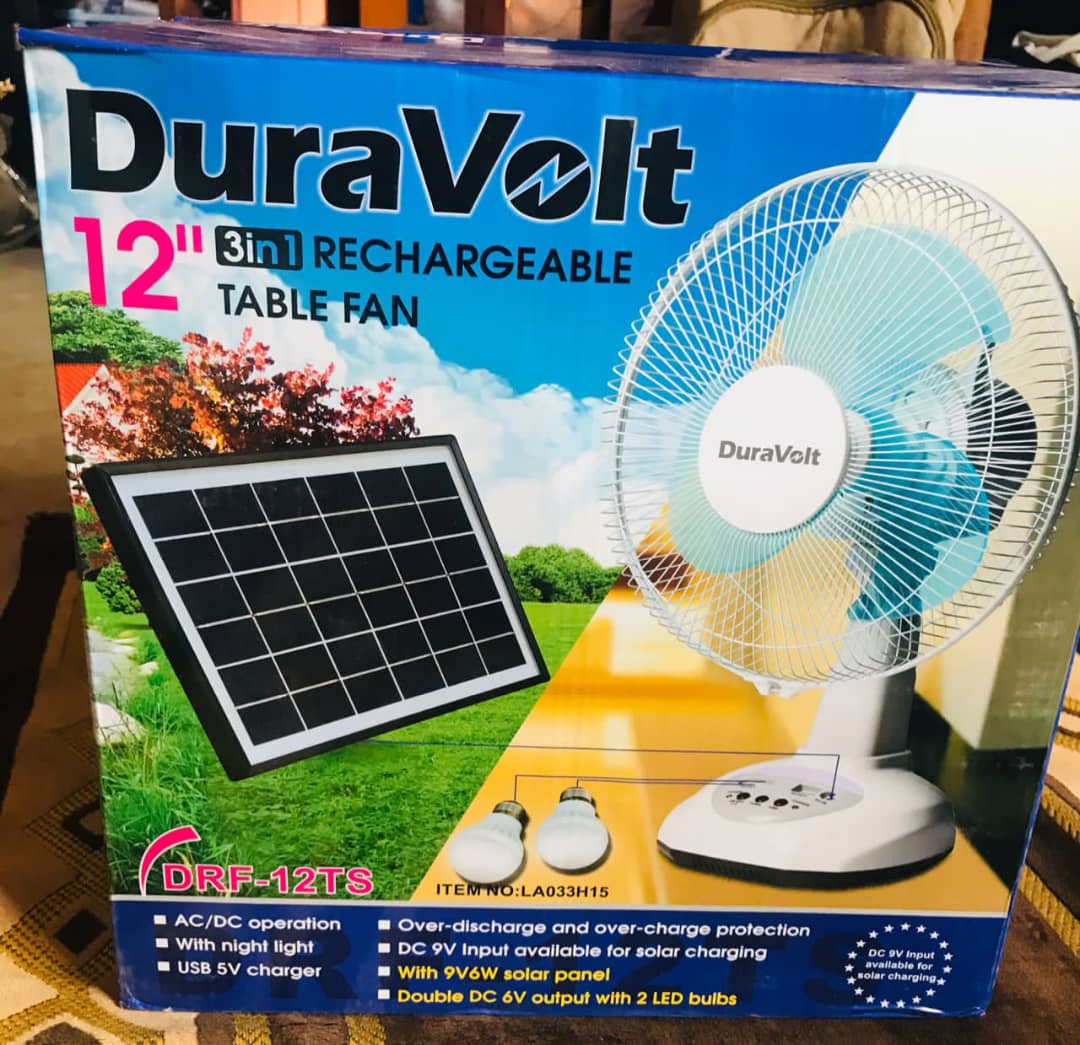 DuraVolt
12" 3in1 RECHARGEABLE
TABLE FAN
DuraVolt
DRF-12TS
ITEM NO:LA033H15
AC/DC operation
With night light
USB 5V charger
Over-discharge and over-charge protection
DC 9V Input available for solar charging
With 9V6W solar panel
Double DC 6V output with 2 LED bulbs
DC 9V Input
available for
solar charging